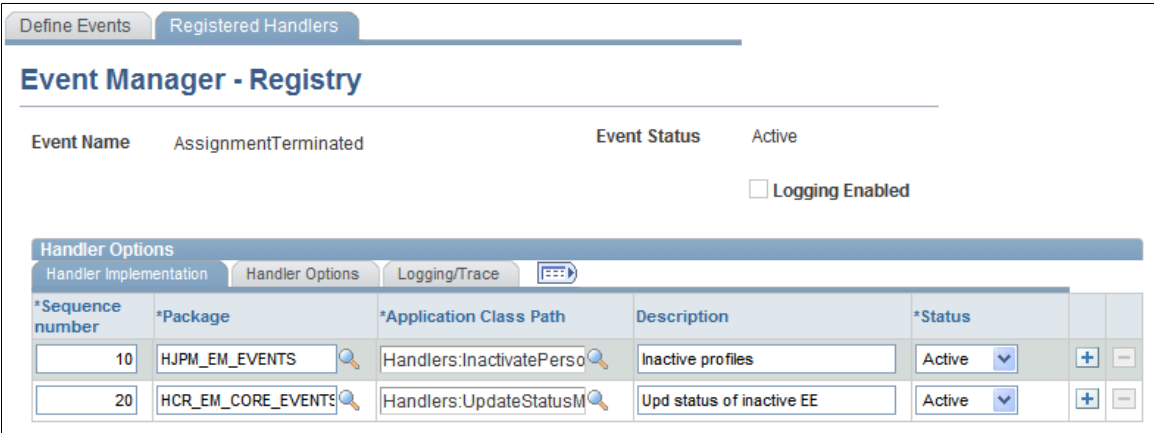 Define Events Registered Handlers
Event Manager - Registry
Event Name AssignmentTerminated Event Status Active
Logging Enabled
Handler Options
Handler Implementation Handler Options Logging/Trace
*Sequence number *Package *Application Class Path Description *Status
10 HJPM_EM_EVENTS Handlers:InactivatePerso Inactive profiles Active
20 HCR_EM_CORE_EVENTS Handlers:UpdateStatusM Upd status of inactive EE Active